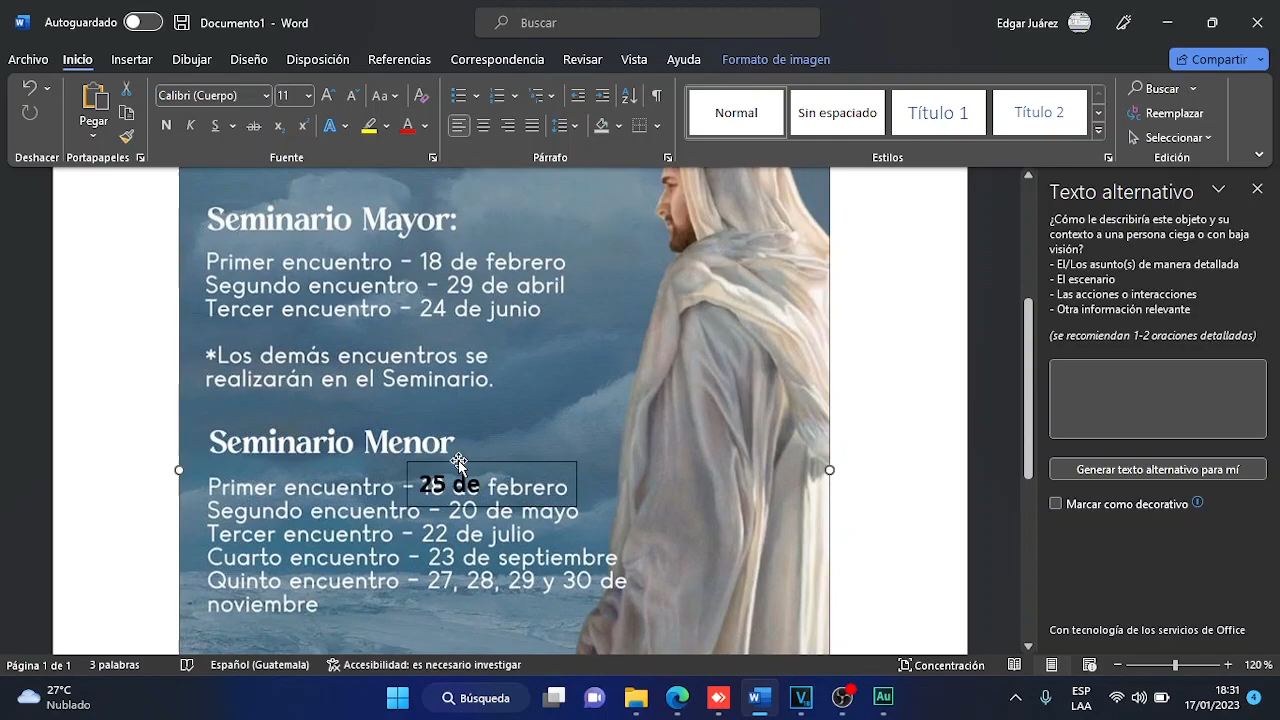 Autoguardado
Documento1 - Word
Buscar
Edgar Juárez
Archivo
Inicio
Insertar
Dibujar
Diseño
Disposición
Referencias
Correspondencia
Revisar
Vista
Ayuda
Formato de imagen
Compartir
Pegar
Calibri (Cuerpo)
11
Aa
N K S ab x₂ x²
Normal
Sin espaciado
Título 1
Título 2
Buscar
Reemplazar
Seleccionar
Deshacer
Portapapeles
Fuente
Párrafo
Estilos
Edición
Seminario Mayor:
Primer encuentro - 18 de febrero
Segundo encuentro - 29 de abril
Tercer encuentro - 24 de junio
*Los demás encuentros se
realizarán en el Seminario.
Seminario Menor
25 de
Primer encuentro - de febrero
Segundo encuentro - 20 de mayo
Tercer encuentro - 22 de julio
Cuarto encuentro - 23 de septiembre
Quinto encuentro - 27, 28, 29 y 30 de
noviembre
Texto alternativo
¿Cómo le describiría este objeto y su
contexto a una persona ciega o con baja
visión?
- El/Los asunto(s) de manera detallada
- El escenario
- Las acciones o interacciones
- Otra información relevante
(se recomiendan 1-2 oraciones detalladas)
Generar texto alternativo para mí
Marcar como decorativo
Con tecnología de los servicios de Office
Página 1 de 1
3 palabras
Español (Guatemala)
Accesibilidad: es necesario investigar
Concentración
120 %
27°C
Nublado
Búsqueda
Au
ESP
LAA
18:31
17/01/2023
4